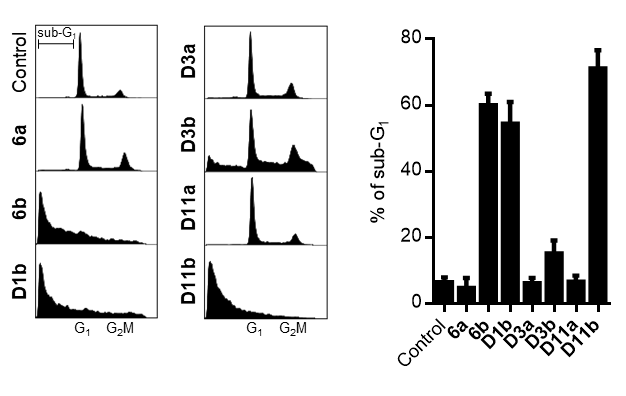 Control
sub-G1
6a
6b
D1b
G1 G2M
D3a
D3b
D11a
D11b
G1 G2M
% of sub-G1
80
60
40
20
0
Control
6a
6b
D1b
D3a
D3b
D11a
D11b